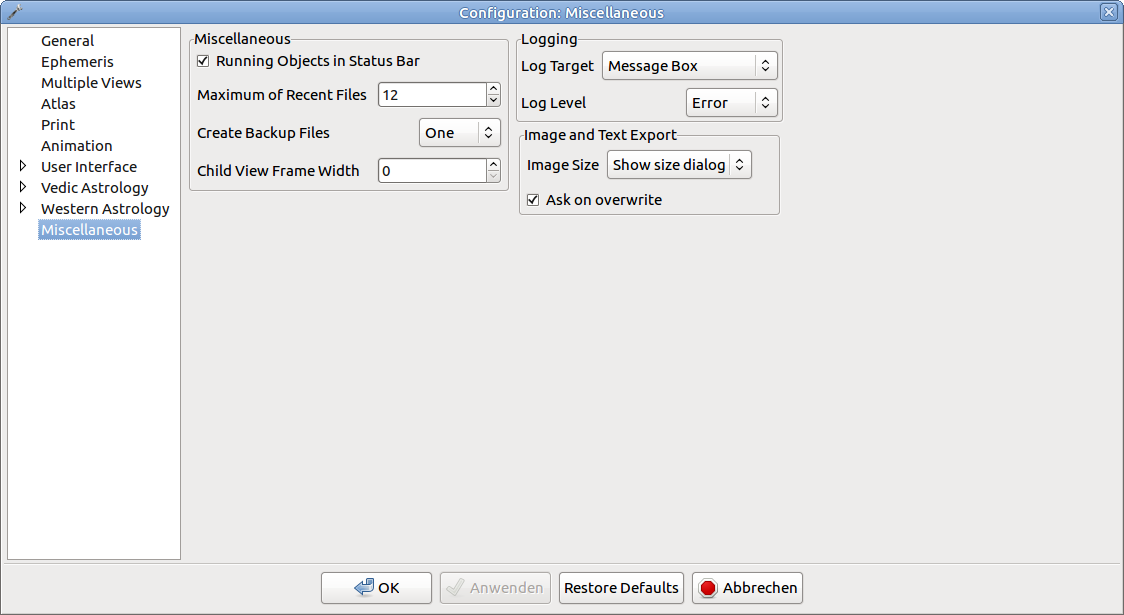 Configuration: Miscellaneous
General
Ephemeris
Multiple Views
Atlas
Print
Animation
User Interface
Vedic Astrology
Western Astrology
Miscellaneous
Miscellaneous
Running Objects in Status Bar
Maximum of Recent Files 12
Create Backup Files One
Child View Frame Width 0
Logging
Log Target Message Box
Log Level Error
Image and Text Export
Image Size Show size dialog
Ask on overwrite
OK Anwenden Restore Defaults Abbrechen